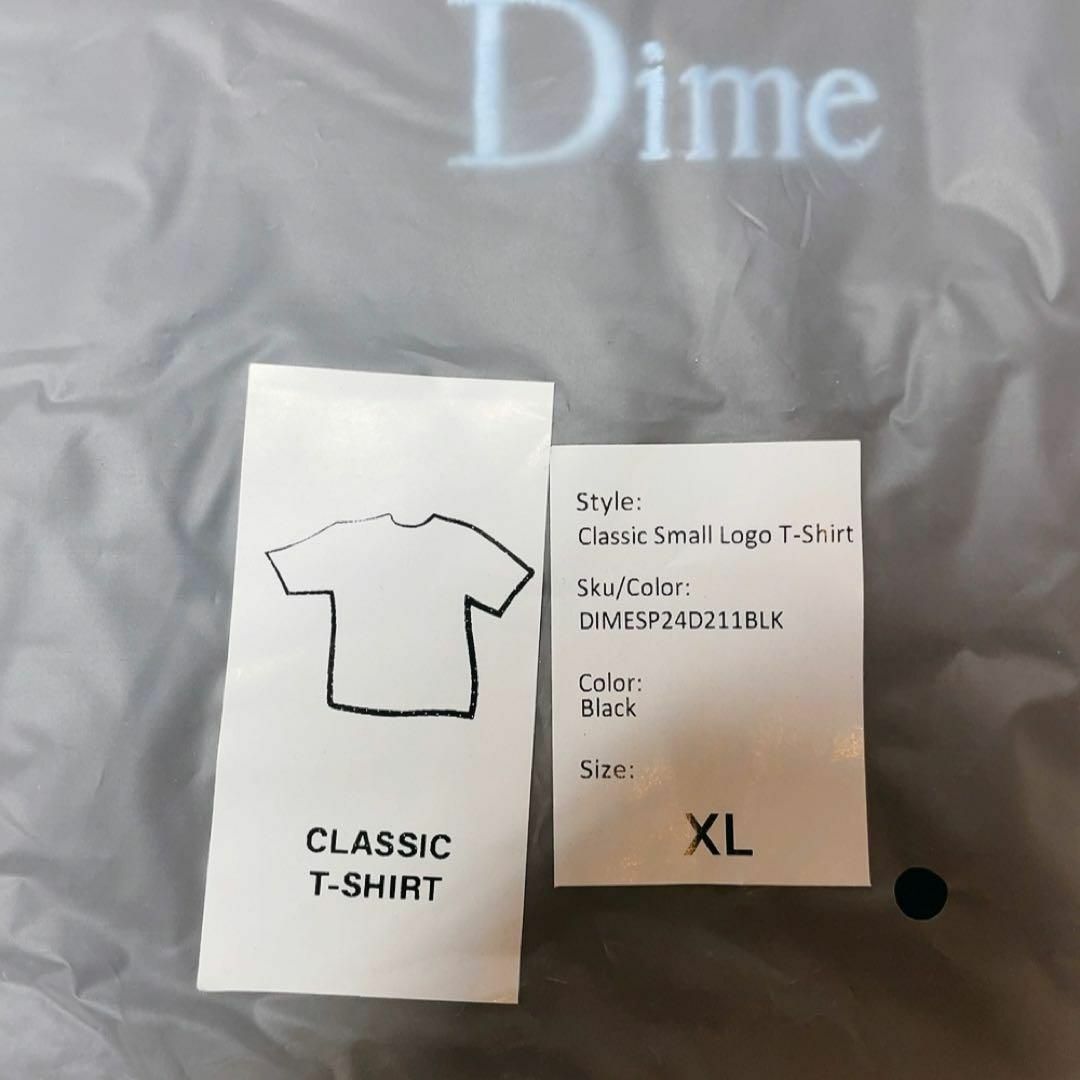 Dime
CLASSIC
T-SHIRT
Style:
Classic Small Logo T-Shirt
Sku/Color:
DIMESP24D211BLK
Color:
Black
Size:
XL